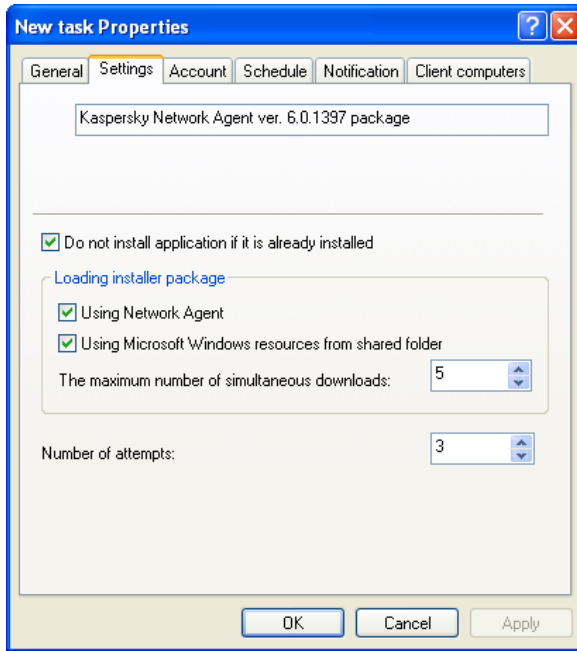 New task Properties
General Settings Account Schedule Notification Client computers
Kaspersky Network Agent ver. 6.0.1397 package
Do not install application if it is already installed
Loading installer package
Using Network Agent
Using Microsoft Windows resources from shared folder
The maximum number of simultaneous downloads: 5
Number of attempts: 3
OK Cancel Apply